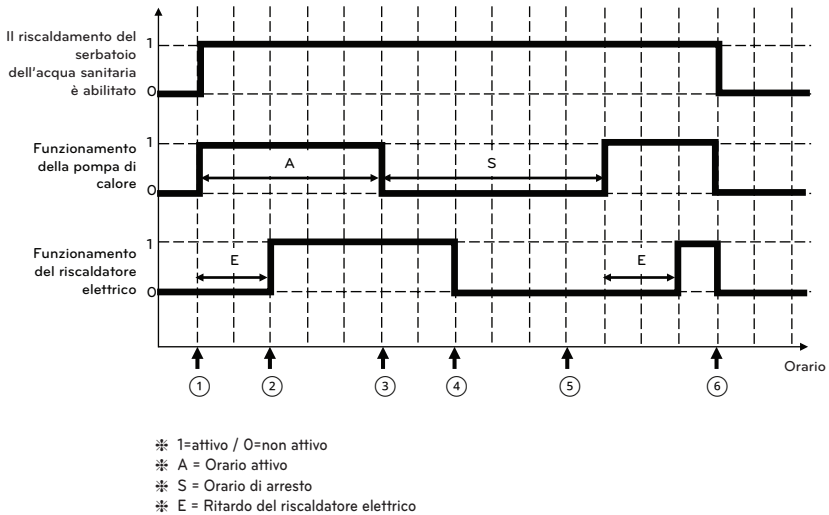 Il riscaldamento del
serbatoio
dell'acqua sanitaria
è abilitato
1
0
Funzionamento
della pompa di
calore
1
0
A
S
Funzionamento
del riscaldatore
elettrico
1
0
E
E
Orario
1
2
3
4
5
6
❈ 1=attivo / 0=non attivo
❈ A = Orario attivo
❈ S = Orario di arresto
❈ E = Ritardo del riscaldatore elettrico